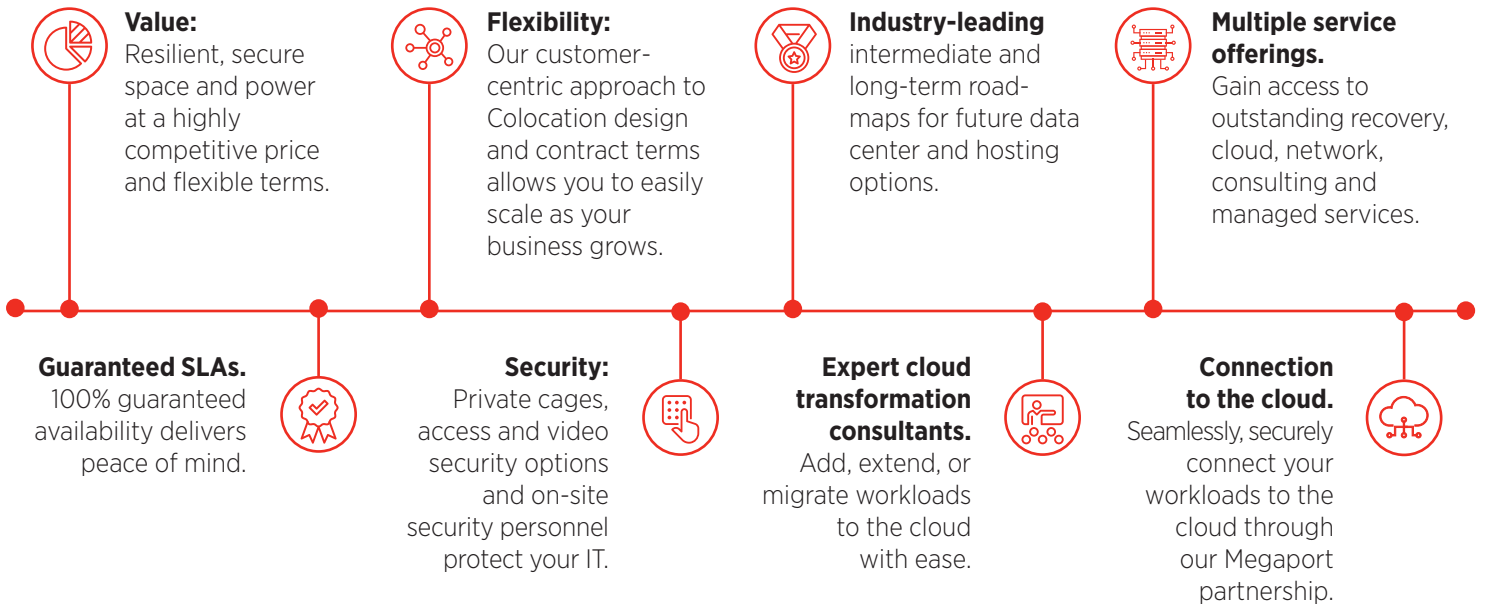 Value:
Resilient, secure
space and power
at a highly
competitive price
and flexible terms.
Flexibility:
Our customer-
centric approach to
Colocation design
and contract terms
allows you to easily
scale as your
business grows.
Industry-leading
intermediate and
long-term road-
maps for future data
center and hosting
options.
Multiple service
offerings.
Gain access to
outstanding recovery,
cloud, network,
consulting and
managed services.
Guaranteed SLAs.
100% guaranteed
availability delivers
peace of mind.
Security:
Private cages,
access and video
security options
and on-site
security personnel
protect your IT.
Expert cloud
transformation
consultants.
Add, extend, or
migrate workloads
to the cloud
with ease.
Connection
to the cloud.
Seamlessly, securely
connect your
workloads to the
cloud through
our Megaport
partnership.